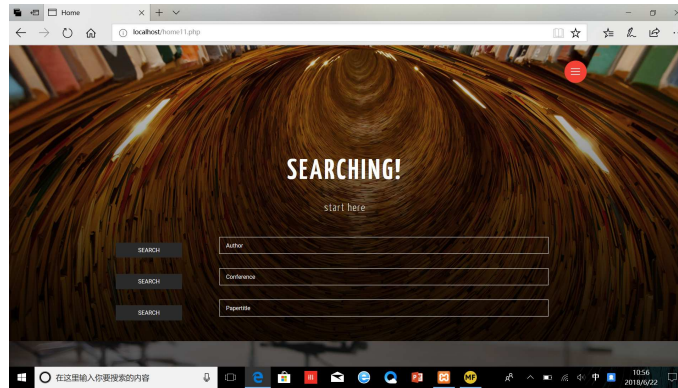 Home
localhost/home11.php
SEARCHING!
start here
SEARCH
Author
SEARCH
Conference
SEARCH
Papertitle
在这里输入你要搜索的内容
中
10:56
2018/6/22